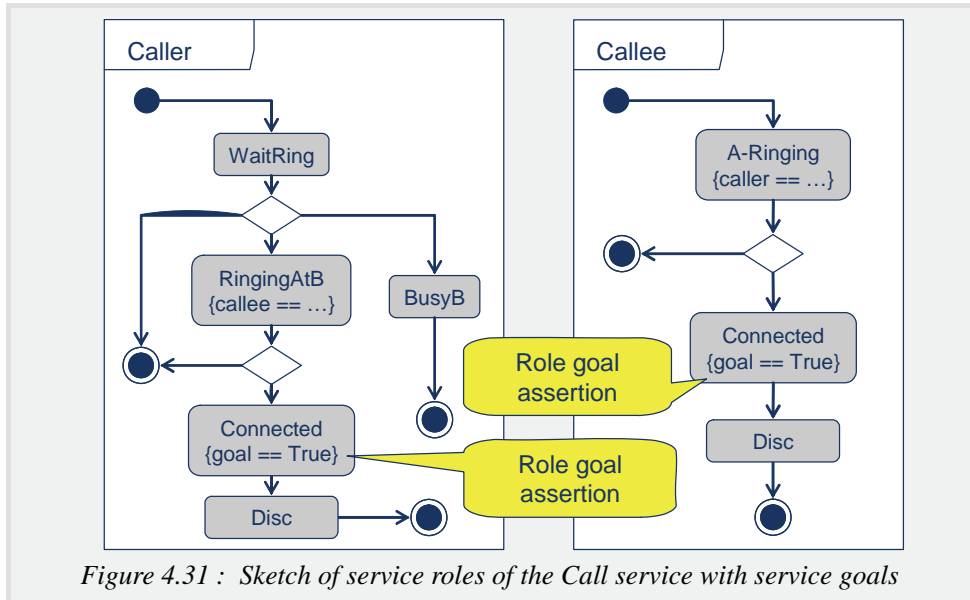 Caller
WaitRing
RingingAtB
{callee == …}
BusyB
Connected
{goal == True}
Disc
Callee
A-Ringing
{caller == …}
Connected
{goal == True}
Disc
Role goal
assertion
Role goal
assertion
Figure 4.31 : Sketch of service roles of the Call service with service goals